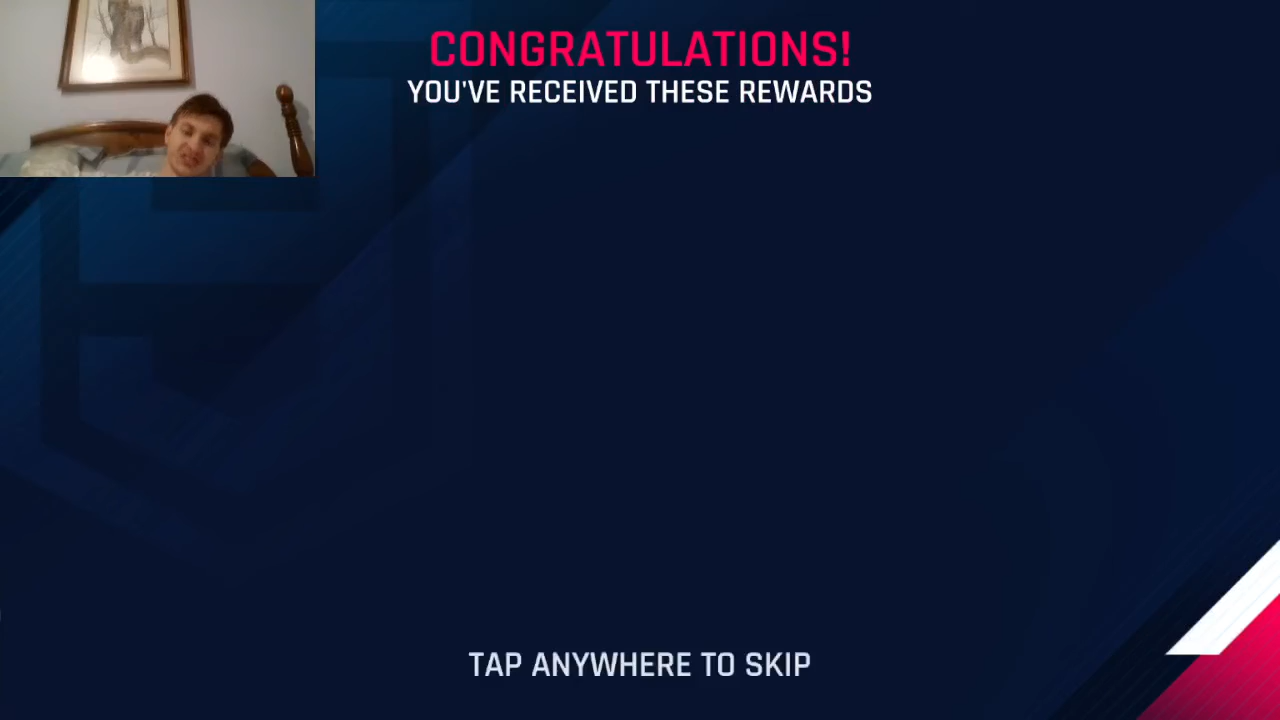 CONGRATULATIONS!
YOU'VE RECEIVED THESE REWARDS
TAP ANYWHERE TO SKIP